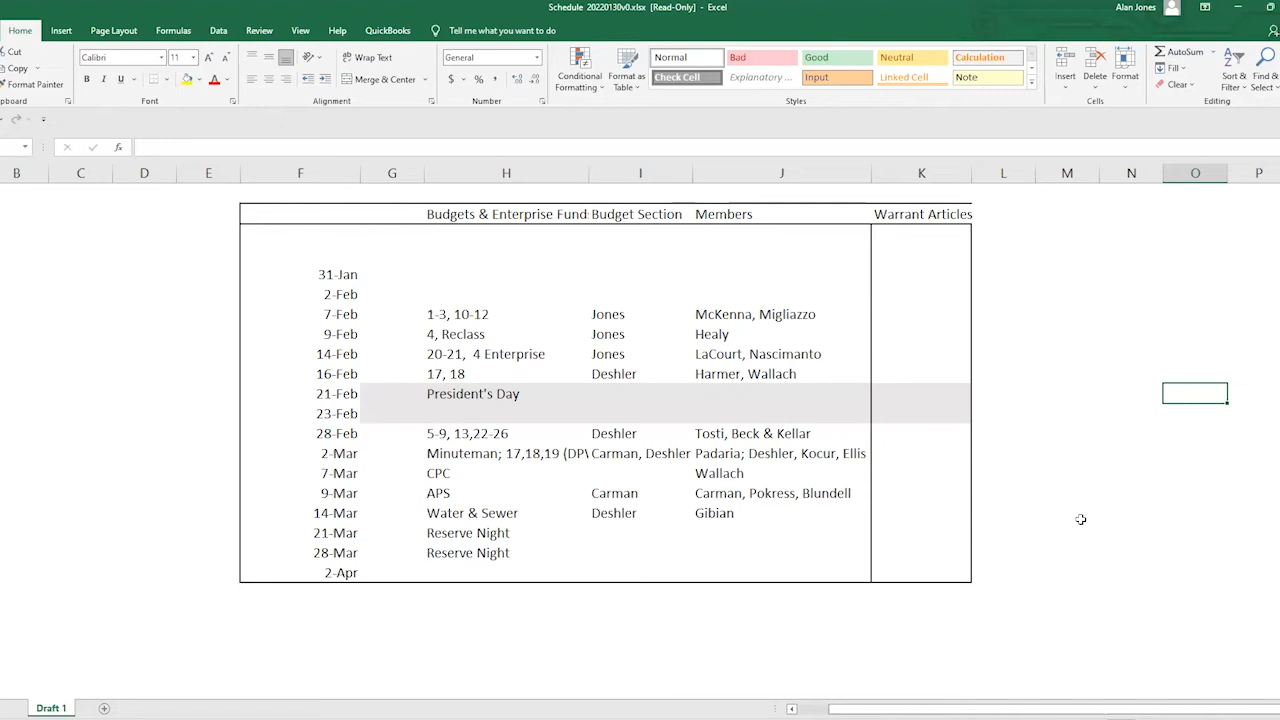 Schedule 20220130v0.xlsx [Read-Only] - Excel
Alan Jones
Home Insert Page Layout Formulas Data Review View Help QuickBooks Tell me what you want to do
Cut
Copy
Format Painter
Calibri 11
B I U
Wrap Text
Merge & Center
General
$ % ,
Conditional Formatting
Format as Table
Normal Bad Good Neutral Calculation
Check Cell Explanatory ... Input Linked Cell Note
Insert Delete Format
AutoSum
Fill
Clear
Sort & Filter
Find & Select
Font Alignment Number Styles Cells Editing
fx
B C D E F G H I J K L M N O P
Budgets & Enterprise Fund: Budget Section Members Warrant Articles
31-Jan
2-Feb
7-Feb 1-3, 10-12 Jones McKenna, Migliazzo
9-Feb 4, Reclass Jones Healy
14-Feb 20-21, 4 Enterprise Jones LaCourt, Nascimanto
16-Feb 17, 18 Deshler Harmer, Wallach
21-Feb President's Day
23-Feb
28-Feb 5-9, 13,22-26 Deshler Tosti, Beck & Kellar
2-Mar Minuteman; 17,18,19 (DPW Carman, Deshler Padaria; Deshler, Kocur, Ellis
7-Mar CPC Wallach
9-Mar APS Carman Carman, Pokress, Blundell
14-Mar Water & Sewer Deshler Gibian
21-Mar Reserve Night
28-Mar Reserve Night
2-Apr
Draft 1